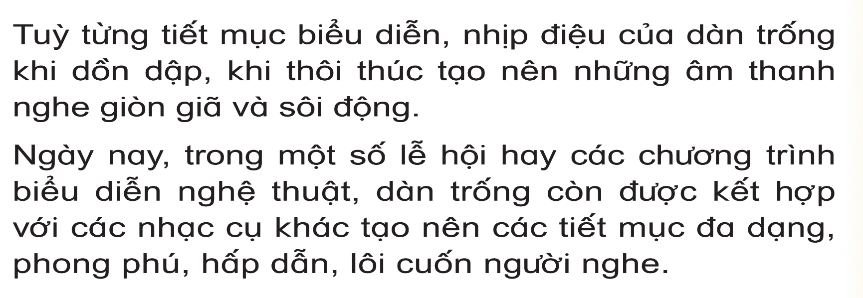 Tuỳ từng tiết mục biểu diễn, nhịp điệu của dàn trống
khi dồn dập, khi thôi thúc tạo nên những âm thanh
nghe giòn giã và sôi động.
Ngày nay, trong một số lễ hội hay các chương trình
biểu diễn nghệ thuật, dàn trống còn được kết hợp
với các nhạc cụ khác tạo nên các tiết mục đa dạng,
phong phú, hấp dẫn, lôi cuốn người nghe.